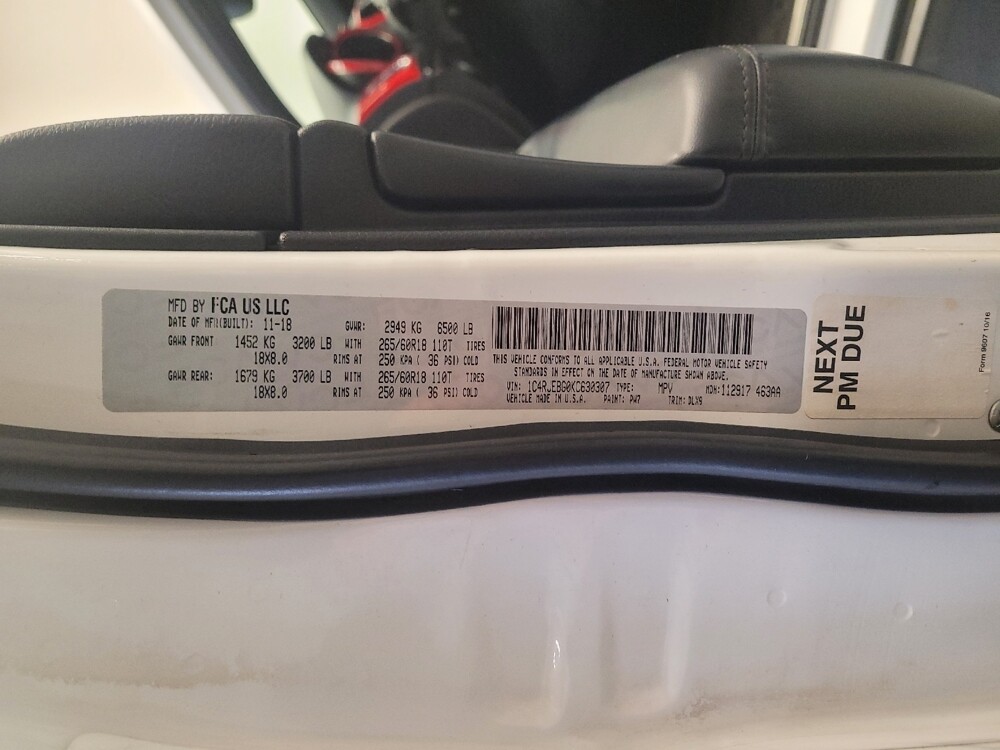 MFD BY FCA US LLC
DATE OF MFR(BUILT): 11-18 GVWR: 2949 KG 6500 LB
GAWR FRONT 1452 KG 3200 LB WITH 265/60R18 110T TIRES
18X8.0 RIMS AT 250 KPA ( 36 PSI) COLD
GAWR REAR: 1679 KG 3700 LB WITH 265/60R18 110T TIRES
18X8.0 RIMS AT 250 KPA ( 36 PSI) COLD
THIS VEHICLE CONFORMS TO ALL APPLICABLE U.S.A. FEDERAL MOTOR VEHICLE SAFETY
STANDARDS IN EFFECT ON THE DATE OF MANUFACTURE SHOWN ABOVE.
VIN: 1C4RJEBG0KC630307 TYPE: MPV MDH: 112917 463AA
VEHICLE MADE IN U.S.A. PAINT: PW7 TRIM: DLX9
NEXT
PM DUE
Form 9607 10/16